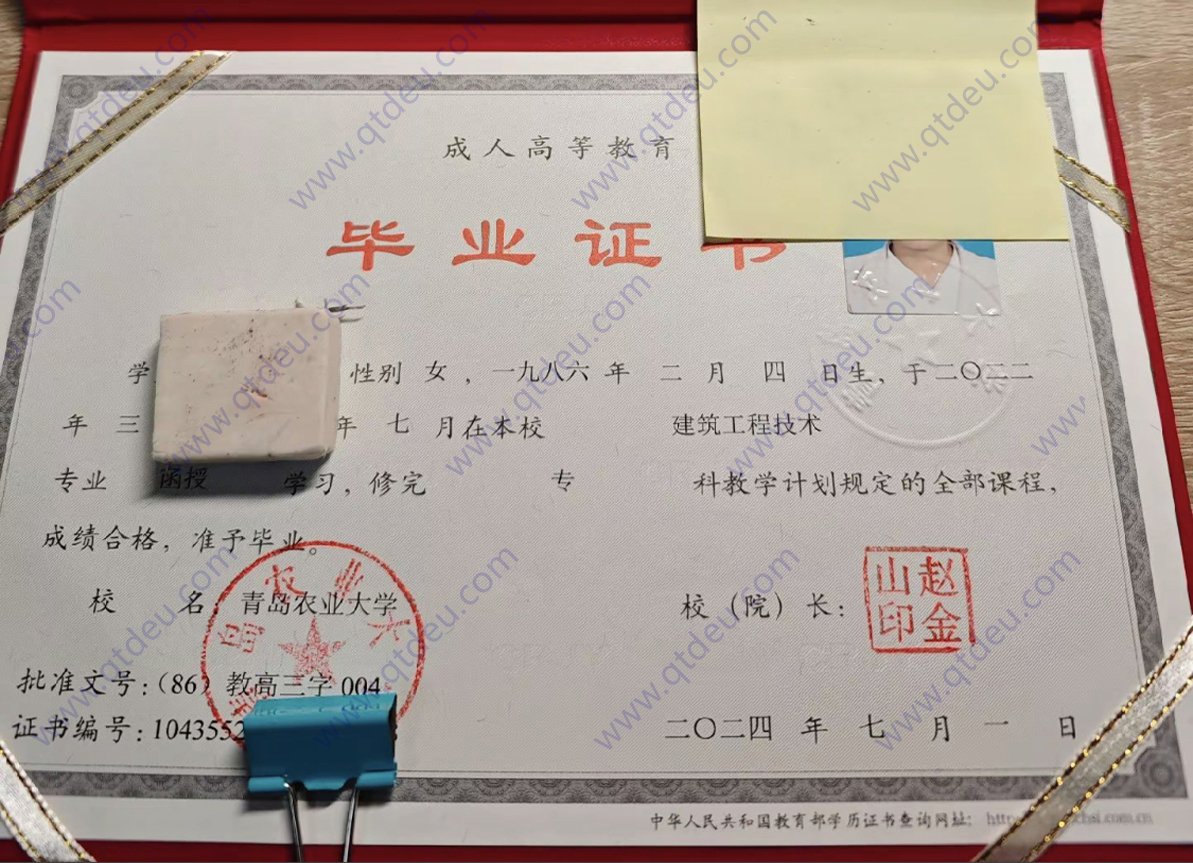 成人高等教育
毕业证书
学 性别 女，一九八六年 二月 四 日生，于二〇二二
年 三 年 七 月在本校 建筑工程技术
专业 函授 学习，修完 专 科教学计划规定的全部课程，
成绩合格，准予毕业。
校 名：青岛农业大学
校（院）长：
赵金山印
批准文号：（86）教高三字 004
证书编号：1043552
二〇二四 年 七 月 一 日
中华人民共和国教育部学历证书查询网址：
www.qtdeu.com